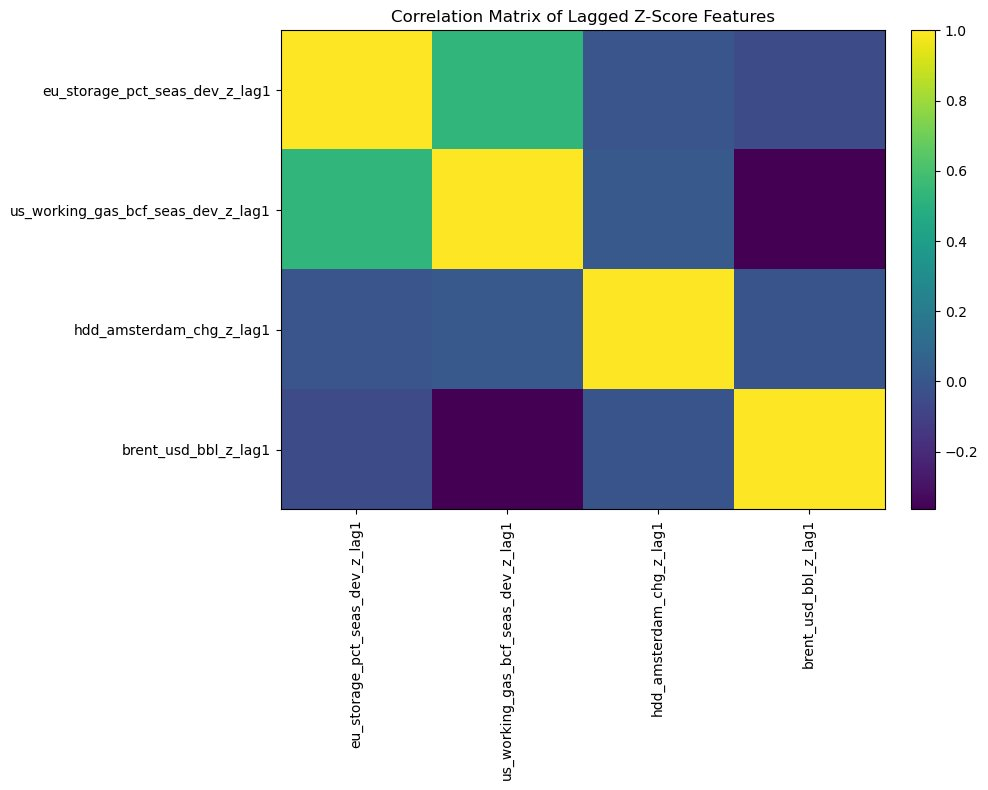 Correlation Matrix of Lagged Z-Score Features
eu_storage_pct_seas_dev_z_lag1
us_working_gas_bcf_seas_dev_z_lag1
hdd_amsterdam_chg_z_lag1
brent_usd_bbl_z_lag1
eu_storage_pct_seas_dev_z_lag1
us_working_gas_bcf_seas_dev_z_lag1
hdd_amsterdam_chg_z_lag1
brent_usd_bbl_z_lag1
1.0
0.8
0.6
0.4
0.2
0.0
−0.2